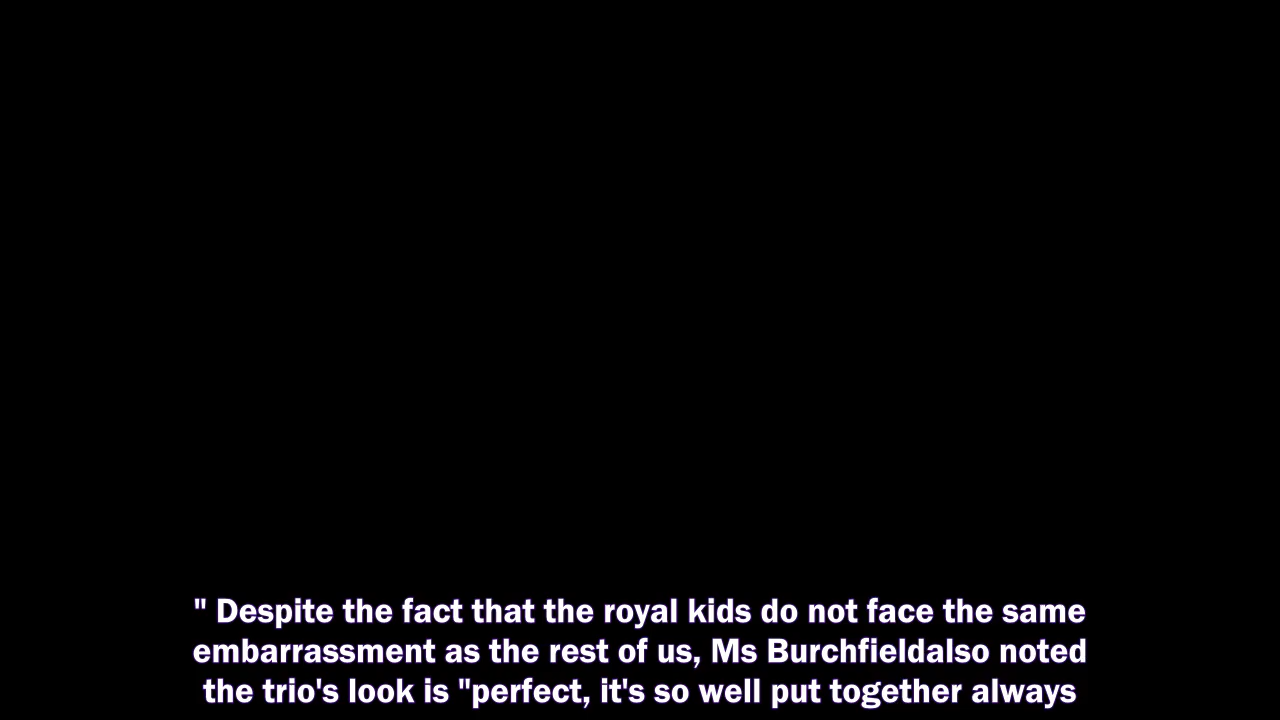 " Despite the fact that the royal kids do not face the same
embarrassment as the rest of us, Ms Burchfieldalso noted
the trio's look is "perfect, it's so well put together always